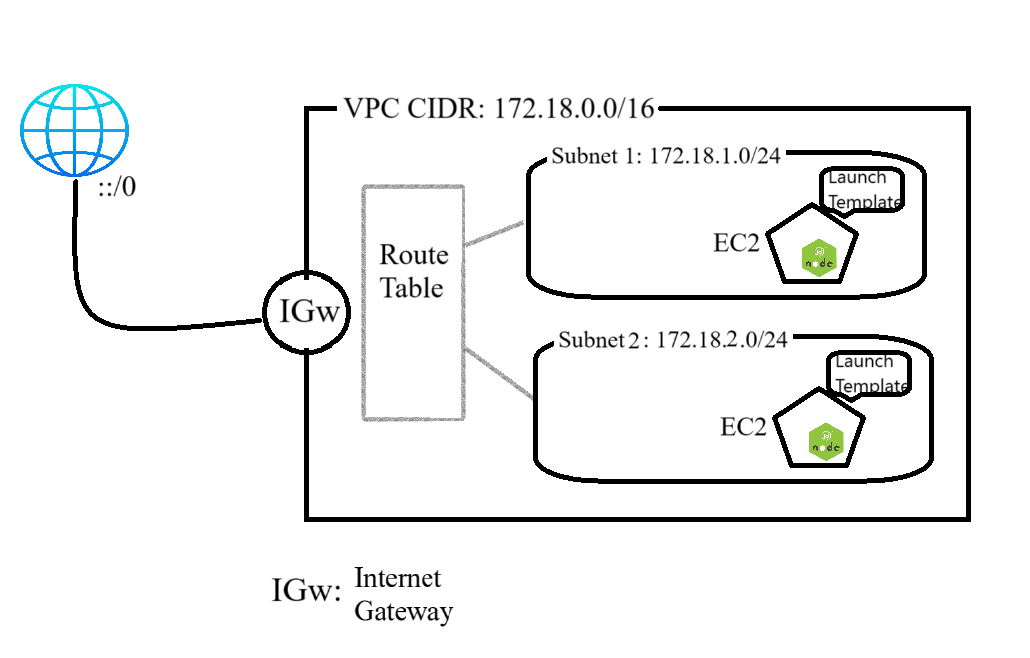 VPC CIDR: 172.18.0.0/16
::/0
Subnet 1: 172.18.1.0/24
Launch
Template
EC2
node
Route
Table
IGw
Subnet 2: 172.18.2.0/24
Launch
Template
EC2
node
IGw: Internet
Gateway